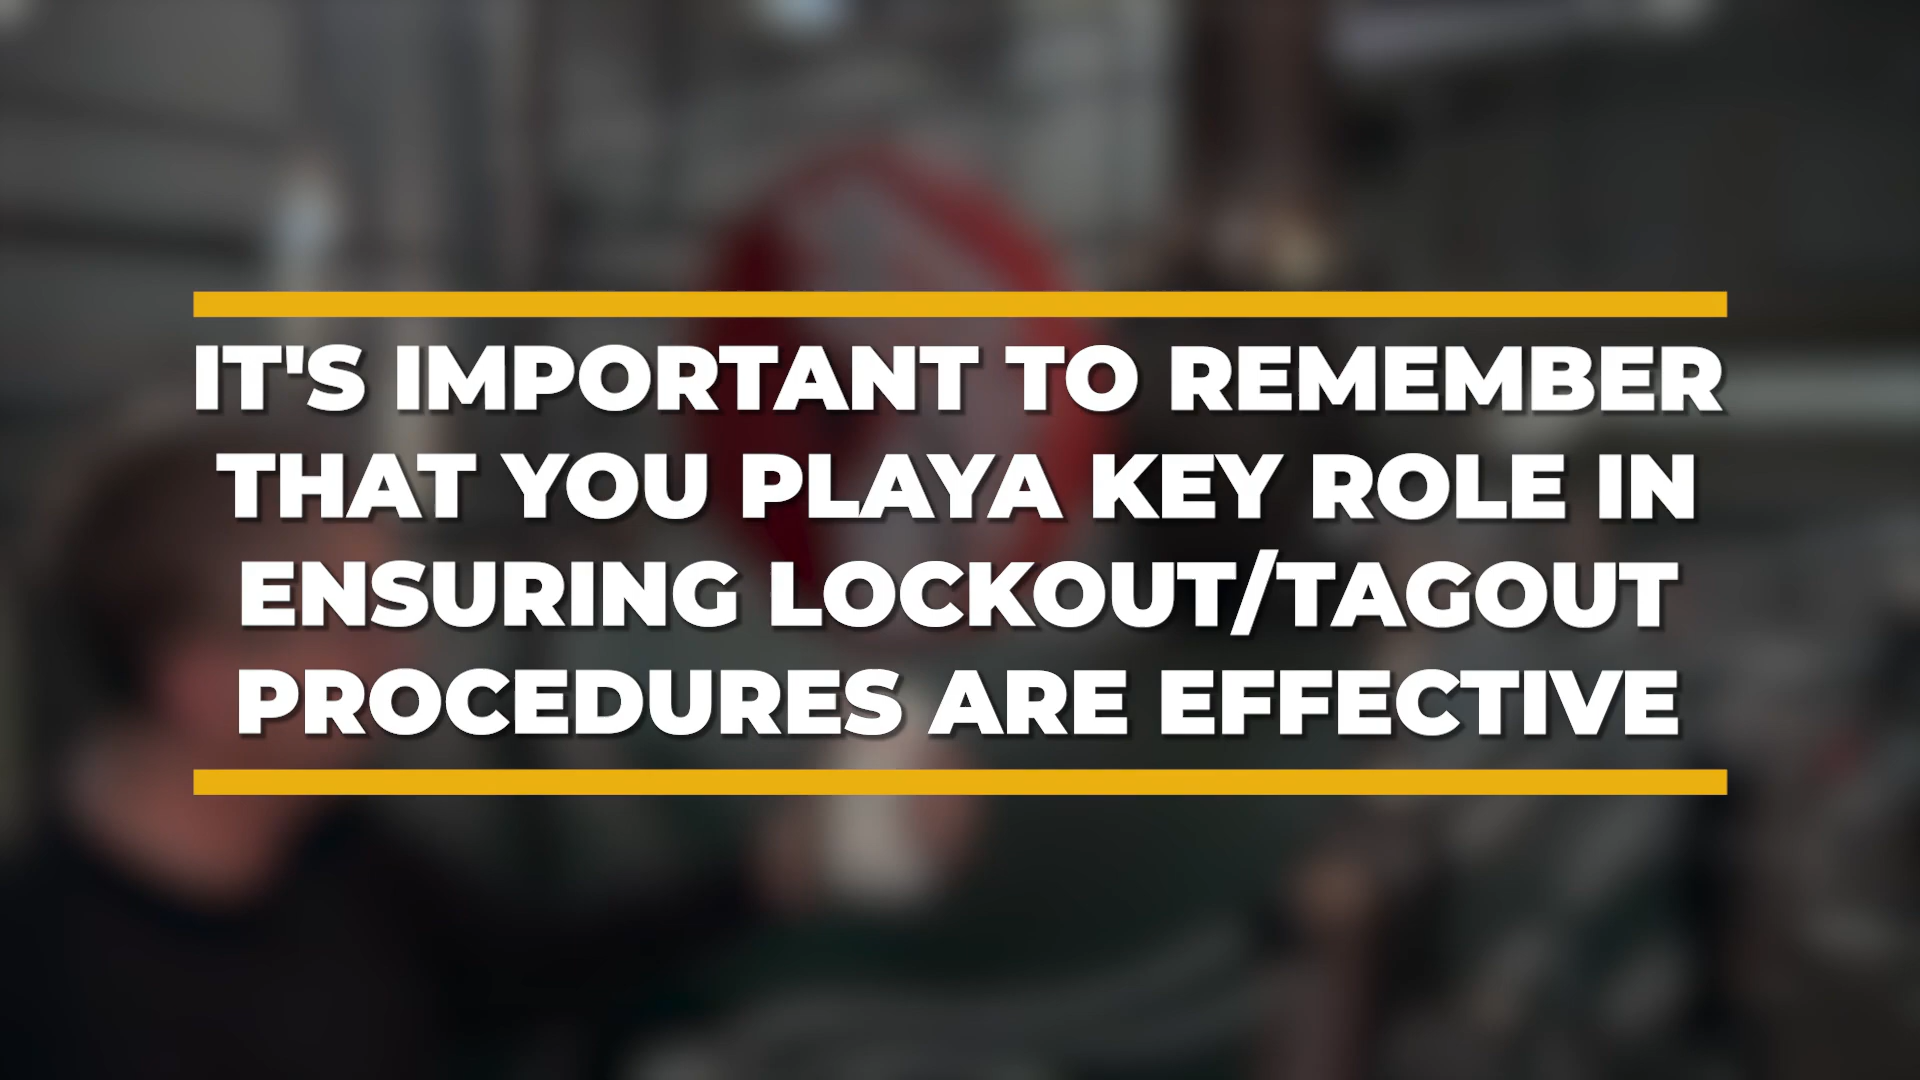 IT'S IMPORTANT TO REMEMBER
THAT YOU PLAYA KEY ROLE IN
ENSURING LOCKOUT/TAGOUT
PROCEDURES ARE EFFECTIVE